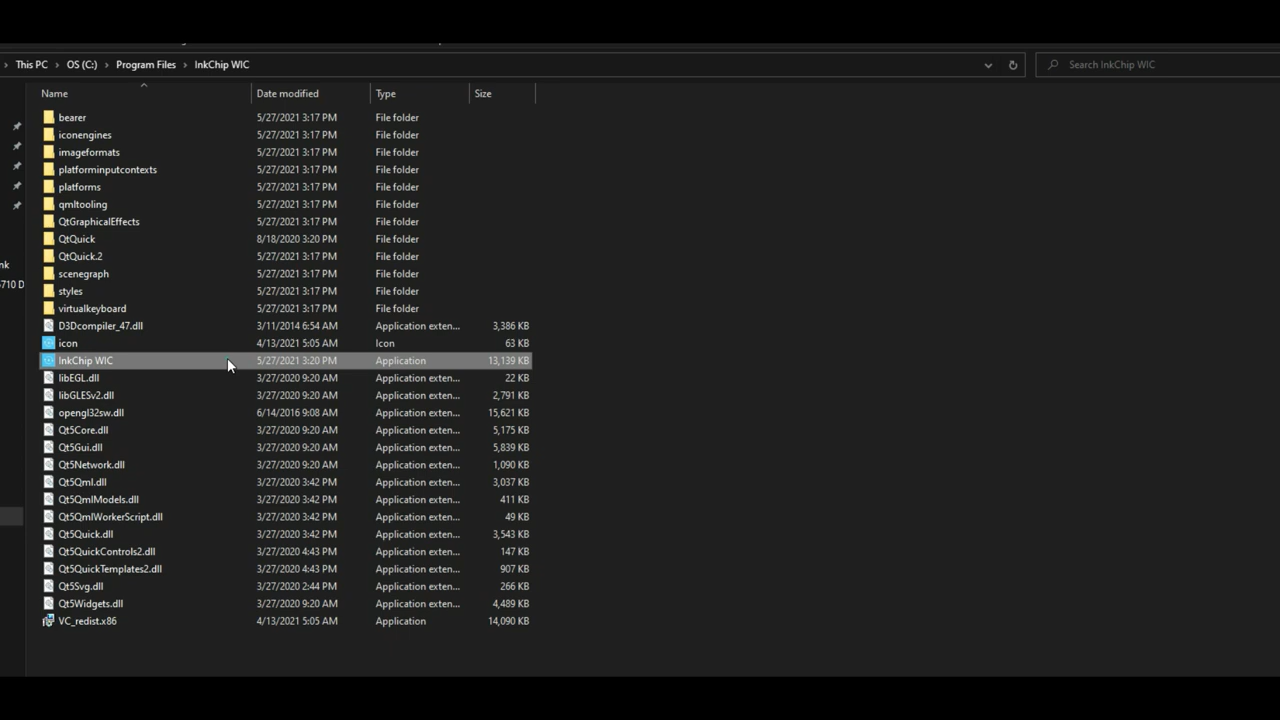 This PC > OS (C:) > Program Files > InkChip WIC Search InkChip WIC
Name Date modified Type Size
bearer 5/27/2021 3:17 PM File folder
iconengines 5/27/2021 3:17 PM File folder
imageformats 5/27/2021 3:17 PM File folder
platforminputcontexts 5/27/2021 3:17 PM File folder
platforms 5/27/2021 3:17 PM File folder
qmltooling 5/27/2021 3:17 PM File folder
QtGraphicalEffects 5/27/2021 3:17 PM File folder
QtQuick 8/18/2020 3:20 PM File folder
QtQuick.2 5/27/2021 3:17 PM File folder
nk
scenegraph 5/27/2021 3:17 PM File folder
5710 D
styles 5/27/2021 3:17 PM File folder
virtualkeyboard 5/27/2021 3:17 PM File folder
D3Dcompiler_47.dll 3/11/2014 6:54 AM Application exten... 3,386 KB
icon 4/13/2021 5:05 AM Icon 63 KB
InkChip WIC 5/27/2021 3:20 PM Application 13,139 KB
libEGL.dll 3/27/2020 9:20 AM Application exten... 22 KB
libGLESv2.dll 3/27/2020 9:20 AM Application exten... 2,791 KB
opengl32sw.dll 6/14/2016 9:08 AM Application exten... 15,621 KB
Qt5Core.dll 3/27/2020 9:20 AM Application exten... 5,175 KB
Qt5Gui.dll 3/27/2020 9:20 AM Application exten... 5,839 KB
Qt5Network.dll 3/27/2020 9:20 AM Application exten... 1,090 KB
Qt5Qml.dll 3/27/2020 3:42 PM Application exten... 3,037 KB
Qt5QmlModels.dll 3/27/2020 3:42 PM Application exten... 411 KB
Qt5QmlWorkerScript.dll 3/27/2020 3:42 PM Application exten... 49 KB
Qt5Quick.dll 3/27/2020 3:42 PM Application exten... 3,543 KB
Qt5QuickControls2.dll 3/27/2020 4:43 PM Application exten... 147 KB
Qt5QuickTemplates2.dll 3/27/2020 4:43 PM Application exten... 907 KB
Qt5Svg.dll 3/27/2020 2:44 PM Application exten... 266 KB
Qt5Widgets.dll 3/27/2020 9:20 AM Application exten... 4,489 KB
VC_redist.x86 4/13/2021 5:05 AM Application 14,090 KB